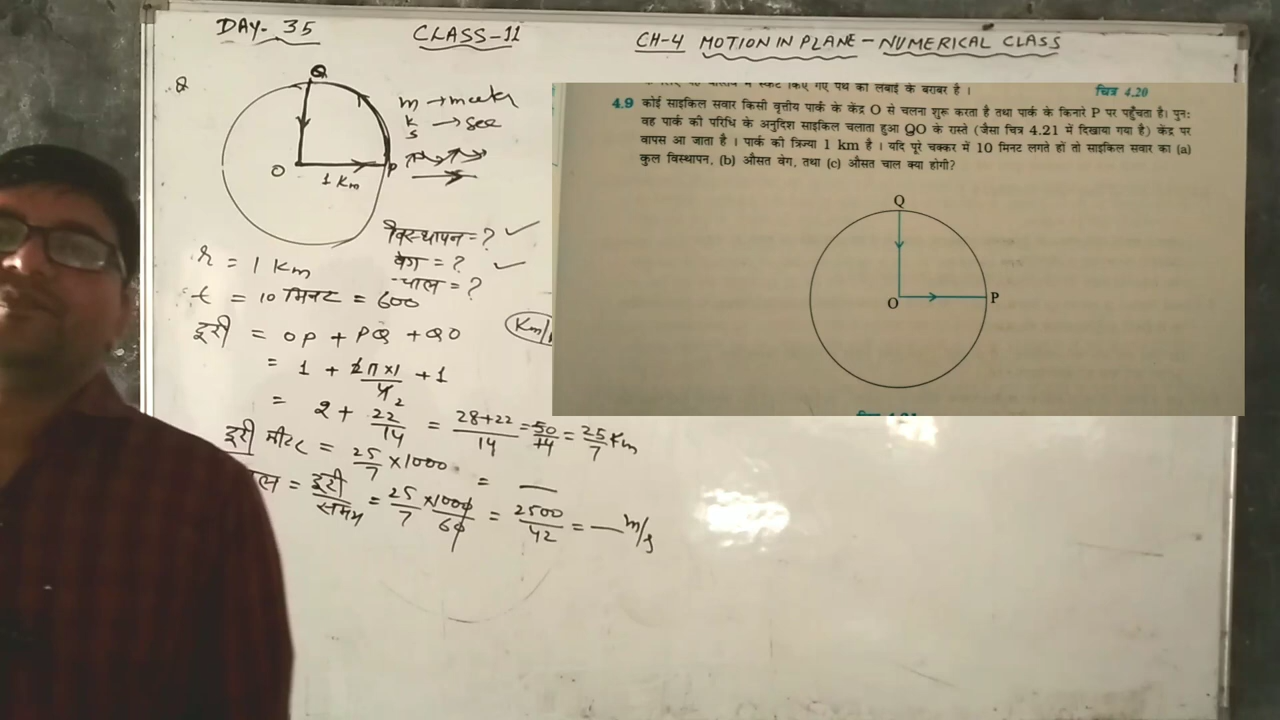 DAY. 35 CLASS-11 CH-4 MOTION IN PLANE - NUMERICAL CLASS
Q
Q
O
1 Km
P
m → meeter
k
s → sec
विस्थापन = ? ✓
वेग = ? ✓
चाल = ?
r = 1 Km
t = 10 मिनट = 600
दूरी = OP + PQ + QO
Km/
= 1 + 2π×1/4 2 + 1
= 2 + 22/14 = 28+22/14 = 50/14 = 25/7 Km
दूरी मीटर = 25/7 × 1000 = —
= दूरी/समय = 25/7 × 1000/60 = 2500/42 = — m/s
चित्र 4.20
4.9 कोई साइकिल सवार किसी वृत्तीय पार्क के केंद्र O से चलना शुरू करता है तथा पार्क के किनारे P पर पहुँचता है। पुन:
वह पार्क की परिधि के अनुदिश साइकिल चलाता हुआ QO के रास्ते (जैसा चित्र 4.21 में दिखाया गया है) केंद्र पर
वापस आ जाता है । पार्क की त्रिज्या 1 km है । यदि पूरे चक्कर में 10 मिनट लगते हों तो साइकिल सवार का (a)
कुल विस्थापन, (b) औसत वेग, तथा (c) औसत चाल क्या होगी?
Q
O
P